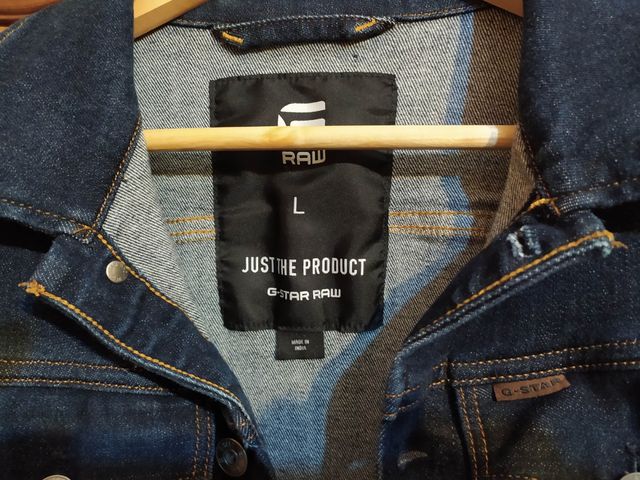 RAW
L
JUST THE PRODUCT
G-STAR RAW
MADE IN
INDIA
G-STAR